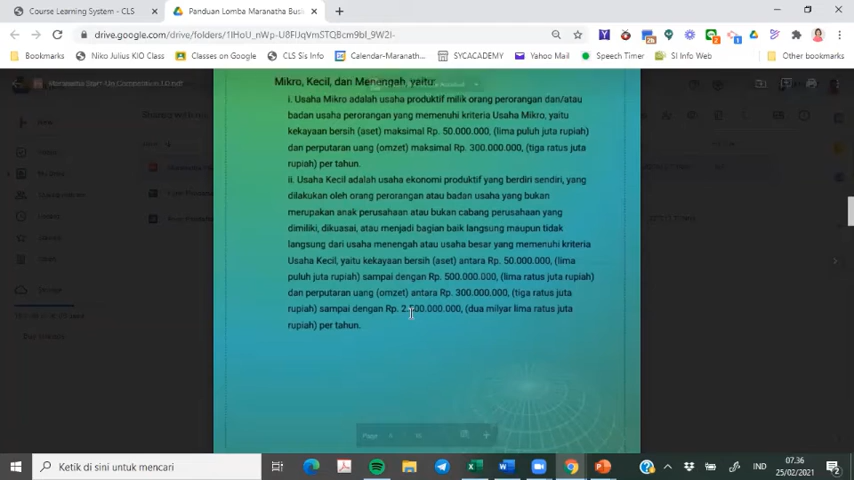 Course Learning System - CLS
Panduan Lomba Maranatha Busin
drive.google.com/drive/folders/1IHoU_nWp-U8FlJqVmSTQBcm9bl_9W2I-
Bookmarks
Niko Julius KIO Class
Classes on Google
CLS Sis Info
Calendar-Maranath...
SYCACADEMY
Yahoo Mail
Speech Timer
SI Info Web
Other bookmarks
Mikro, Kecil, dan Menengah, yaitu:
i. Usaha Mikro adalah usaha produktif milik orang perorangan dan/atau
badan usaha perorangan yang memenuhi kriteria Usaha Mikro, yaitu
kekayaan bersih (aset) maksimal Rp. 50.000.000, (lima puluh juta rupiah)
dan perputaran uang (omzet) maksimal Rp. 300.000.000, (tiga ratus juta
rupiah) per tahun.
ii. Usaha Kecil adalah usaha ekonomi produktif yang berdiri sendiri, yang
dilakukan oleh orang perorangan atau badan usaha yang bukan
merupakan anak perusahaan atau bukan cabang perusahaan yang
dimiliki, dikuasai, atau menjadi bagian baik langsung maupun tidak
langsung dari usaha menengah atau usaha besar yang memenuhi kriteria
Usaha Kecil, yaitu kekayaan bersih (aset) antara Rp. 50.000.000, (lima
puluh juta rupiah) sampai dengan Rp. 500.000.000, (lima ratus juta rupiah)
dan perputaran uang (omzet) antara Rp. 300.000.000, (tiga ratus juta
rupiah) sampai dengan Rp. 2.500.000.000, (dua milyar lima ratus juta
rupiah) per tahun.
Page
Ketik di sini untuk mencari
IND
07.36
25/02/2021
2